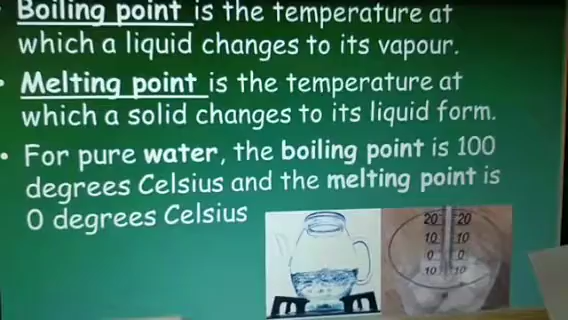 Boiling point is the temperature at
which a liquid changes to its vapour.
• Melting point is the temperature at
which a solid changes to its liquid form.
• For pure water, the boiling point is 100
degrees Celsius and the melting point is
0 degrees Celsius
20 20
10 10
0 0
10 10